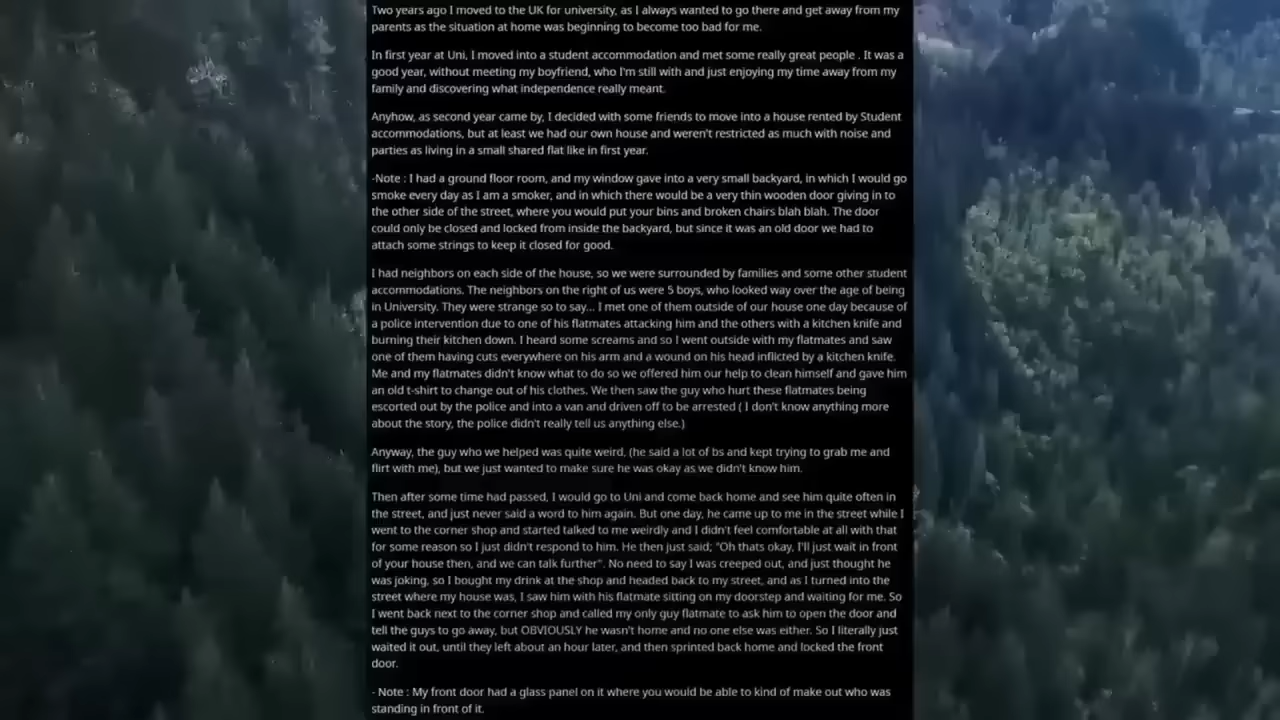 Two years ago I moved to the UK for university, as I always wanted to go there and get away from my
parents as the situation at home was beginning to become too bad for me.
In first year at Uni, I moved into a student accommodation and met some really great people . It was a
good year, without meeting my boyfriend, who I'm still with and just enjoying my time away from my
family and discovering what independence really meant.
Anyhow, as second year came by, I decided with some friends to move into a house rented by Student
accommodations, but at least we had our own house and weren't restricted as much with noise and
parties as living in a small shared flat like in first year.
-Note : I had a ground floor room, and my window gave into a very small backyard, in which I would go
smoke every day as I am a smoker, and in which there would be a very thin wooden door giving in to
the other side of the street, where you would put your bins and broken chairs blah blah. The door
could only be closed and locked from inside the backyard, but since it was an old door we had to
attach some strings to keep it closed for good.
I had neighbors on each side of the house, so we were surrounded by families and some other student
accommodations. The neighbors on the right of us were 5 boys, who looked way over the age of being
in University. They were strange so to say... I met one of them outside of our house one day because of
a police intervention due to one of his flatmates attacking him and the others with a kitchen knife and
burning their kitchen down. I heard some screams and so I went outside with my flatmates and saw
one of them having cuts everywhere on his arm and a wound on his head inflicted by a kitchen knife.
Me and my flatmates didn't know what to do so we offered him our help to clean himself and gave him
an old t-shirt to change out of his clothes. We then saw the guy who hurt these flatmates being
escorted out by the police and into a van and driven off to be arrested ( I don't know anything more
about the story, the police didn't really tell us anything else.)
Anyway, the guy who we helped was quite weird, (he said a lot of bs and kept trying to grab me and
flirt with me), but we just wanted to make sure he was okay as we didn't know him.
Then after some time had passed, I would go to Uni and come back home and see him quite often in
the street, and just never said a word to him again. But one day, he came up to me in the street while I
went to the corner shop and started talked to me weirdly and I didn't feel comfortable at all with that
for some reason so I just didn't respond to him. He then just said; "Oh thats okay, I'll just wait in front
of your house then, and we can talk further". No need to say I was creeped out, and just thought he
was joking, so I bought my drink at the shop and headed back to my street, and as I turned into the
street where my house was, I saw him with his flatmate sitting on my doorstep and waiting for me. So
I went back next to the corner shop and called my only guy flatmate to ask him to open the door and
tell the guys to go away, but OBVIOUSLY he wasn't home and no one else was either. So I literally just
waited it out, until they left about an hour later, and then sprinted back home and locked the front
door.
- Note : My front door had a glass panel on it where you would be able to kind of make out who was
standing in front of it.